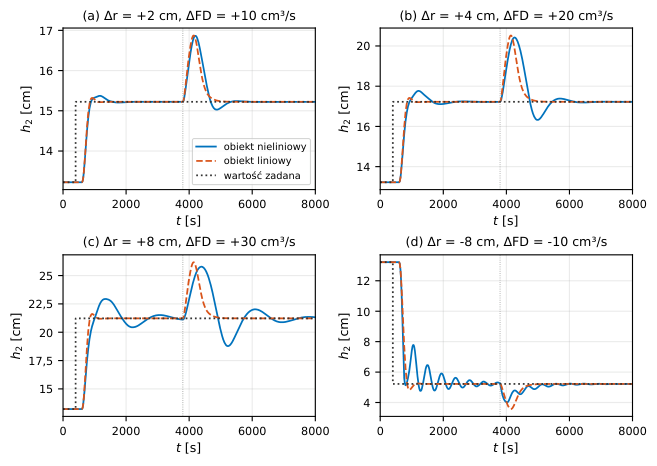 (a) Δr = +2 cm, ΔFD = +10 cm³/s
17
16
15
14
h₂ [cm]
0 2000 4000 6000 8000
t [s]
obiekt nieliniowy
obiekt liniowy
wartość zadana
(b) Δr = +4 cm, ΔFD = +20 cm³/s
20
18
16
14
h₂ [cm]
0 2000 4000 6000 8000
t [s]
(c) Δr = +8 cm, ΔFD = +30 cm³/s
25
22,5
20
17,5
15
h₂ [cm]
0 2000 4000 6000 8000
t [s]
(d) Δr = -8 cm, ΔFD = -10 cm³/s
12
10
8
6
4
h₂ [cm]
0 2000 4000 6000 8000
t [s]